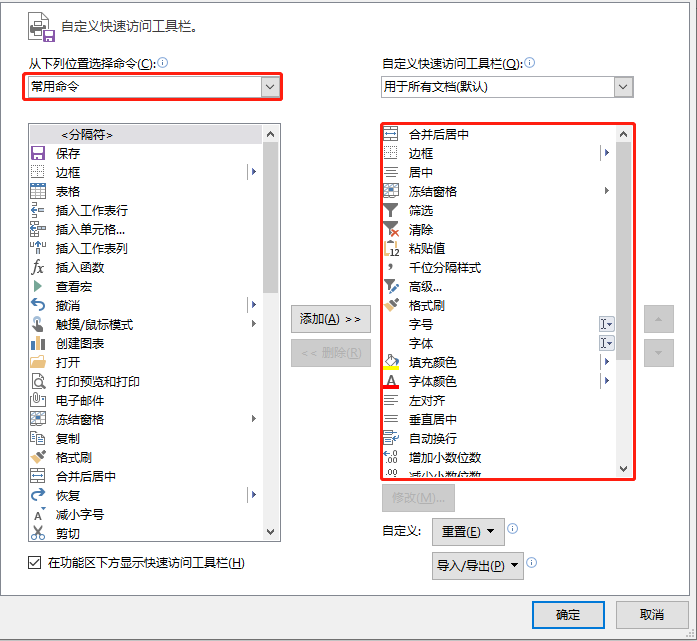 自定义快速访问工具栏。
从下列位置选择命令(C):
常用命令
<分隔符>
保存
边框
表格
插入工作表行
插入单元格...
插入工作表列
插入函数
查看宏
撤消
触摸/鼠标模式
创建图表
打开
打印预览和打印
电子邮件
冻结窗格
复制
格式刷
合并后居中
恢复
减小字号
剪切
在功能区下方显示快速访问工具栏(H)
添加(A) >>
<< 删除(R)
自定义快速访问工具栏(Q):
用于所有文档(默认)
合并后居中
边框
居中
冻结窗格
筛选
清除
粘贴值
千位分隔样式
高级...
格式刷
字号
字体
填充颜色
字体颜色
左对齐
垂直居中
自动换行
增加小数位数
减少小数位数
修改(M)...
自定义:
重置(E)
导入/导出(P)
确定
取消